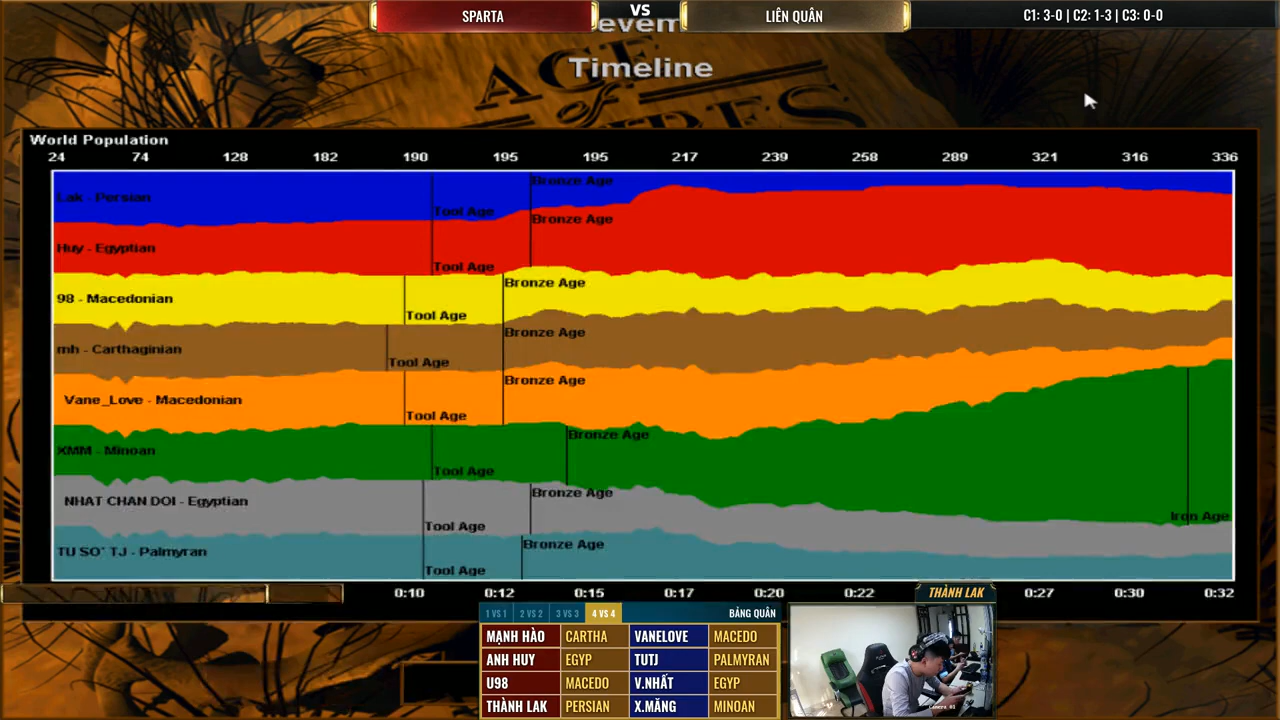 SPARTA
VS
LIÊN QUÂN
C1: 3-0 | C2: 1-3 | C3: 0-0
Timeline
AGE
of
World Population
24 74 128 182 190 195 195 217 239 258 289 321 316 336
Bronze Age
Lak - Persian
Tool Age
Bronze Age
Huy - Egyptian
Tool Age
Bronze Age
98 - Macedonian
Tool Age
Bronze Age
mh - Carthaginian
Tool Age
Bronze Age
Vane_Love - Macedonian
Tool Age
Bronze Age
XMM - Minoan
Tool Age
Iron Age
Bronze Age
NHAT CHAN DOI - Egyptian
Tool Age
Bronze Age
TU SO` TJ - Palmyran
Tool Age
0:10 0:15 0:17 0:20 0:22 0:27 0:30 0:32
THÀNH LAK
1 VS 1 2 VS 2 3 VS 3 4 VS 4 BẢNG QUÂN
MẠNH HÀO CARTHA VANELOVE MACEDO
ANH HUY EGYP TUTJ PALMYRAN
U98 MACEDO V.NHẤT EGYP
THÀNH LAK PERSIAN X.MĂNG MINOAN
Camera 01